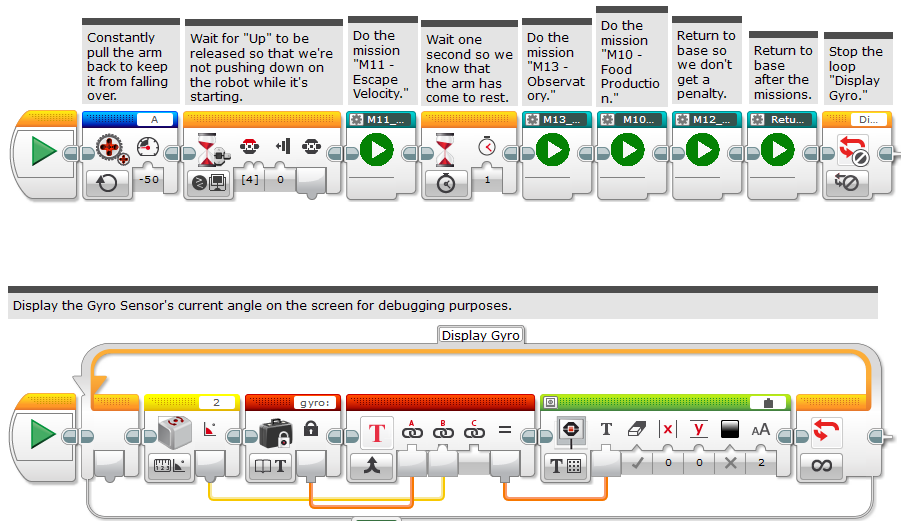 Constantly
pull the arm
back to keep
it from falling
over.
Wait for "Up" to be
released so that we're
not pushing down on
the robot while it's
starting.
Do the
mission
"M11 -
Escape
Velocity."
Wait one
second so we
know that
the arm has
come to rest.
Do the
mission
"M13 -
Observat
ory."
Do the
mission
"M10 -
Food
Productio
n."
Return to
base so
we don't
get a
penalty.
Return to
base
after the
missions.
Stop the
loop
"Display
Gyro."
A
M11_...
M13_...
M10...
M12_...
Retu...
Di...
-50
[4]
0
1
Display the Gyro Sensor's current angle on the screen for debugging purposes.
Display Gyro
2
gyro:
T
A
B
C
=
T
x
y
AA
123
T
T
0
0
2